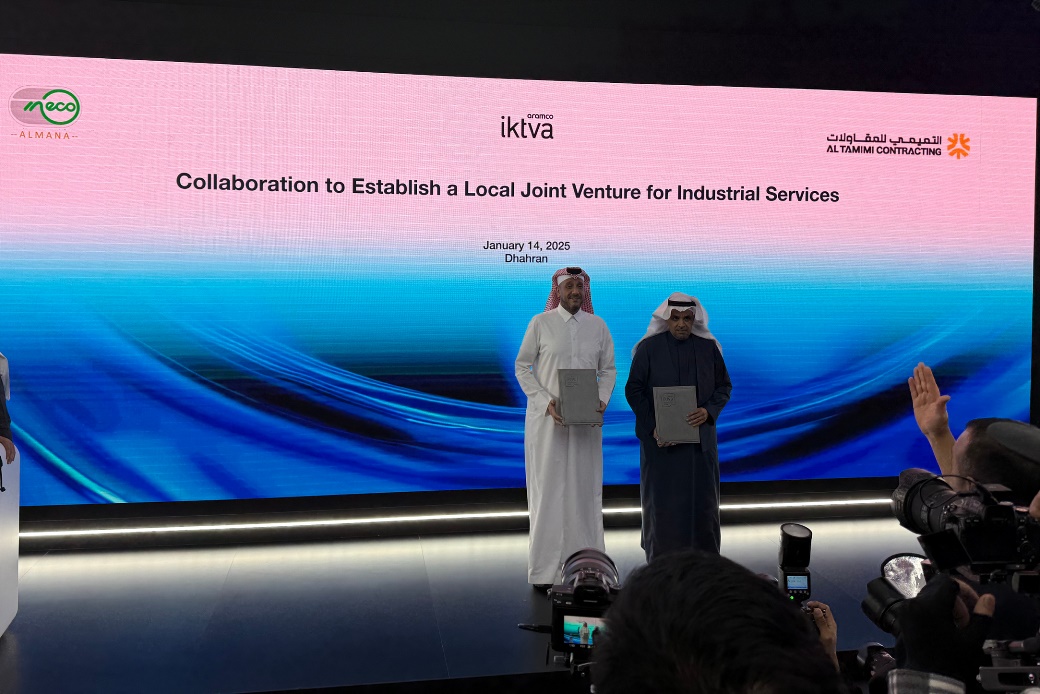 meco
--ALMANA--
aramco
iktva
التميمي للمقاولات
AL TAMIMI CONTRACTING
Collaboration to Establish a Local Joint Venture for Industrial Services
January 14, 2025
Dhahran